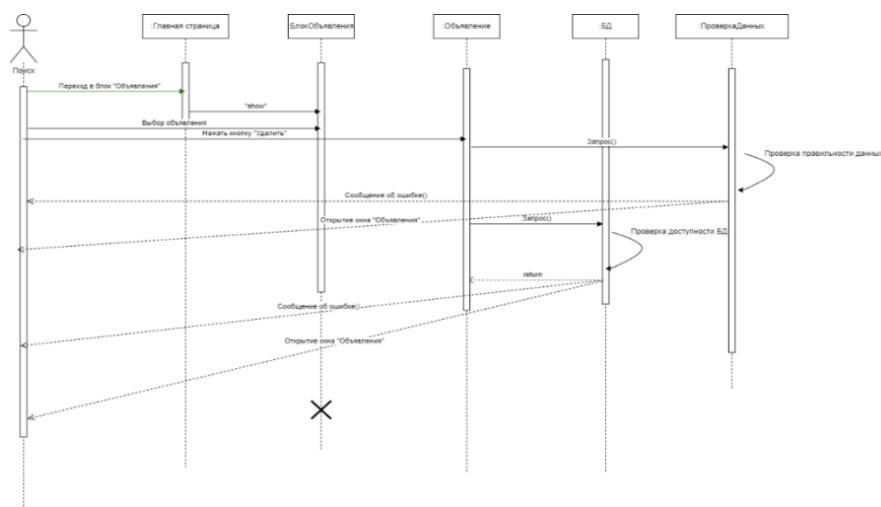 :Главная страница
БлокОбъявления
:Объявление
:БД
:ПроверкаДанных
Поиск
Переход в блок "Объявления"
"show"
Выбор объявления
Нажать кнопку "Удалить"
Запрос()
Проверка правильности данных
Сообщение об ошибке()
Открытие окна "Объявления"
Запрос()
Проверка доступности БД
return
Сообщение об ошибке()
Открытие окна "Объявления"